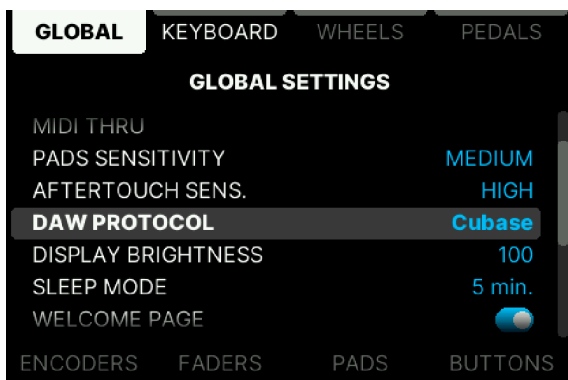 GLOBAL KEYBOARD WHEELS PEDALS
GLOBAL SETTINGS
MIDI THRU
PADS SENSITIVITY MEDIUM
AFTERTOUCH SENS. HIGH
DAW PROTOCOL Cubase
DISPLAY BRIGHTNESS 100
SLEEP MODE 5 min.
WELCOME PAGE
ENCODERS FADERS PADS BUTTONS